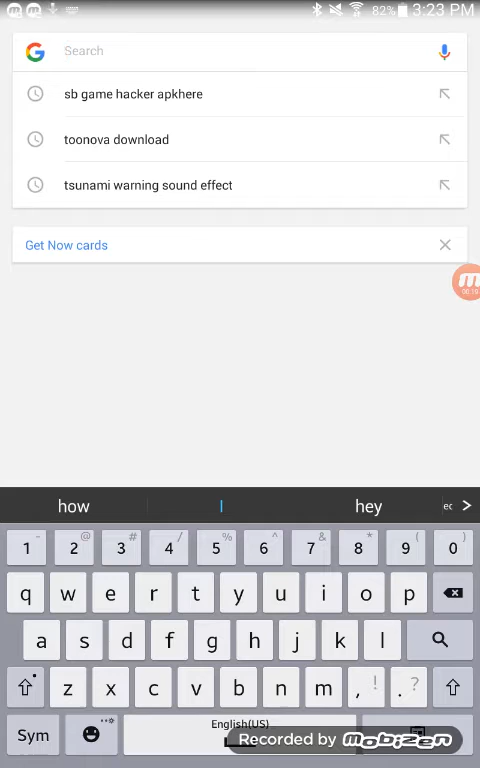 82% 3:23 PM
Search
sb game hacker apkhere
toonova download
tsunami warning sound effect
Get Now cards
how I hey
1 2 3 4 5 6 7 8 9 0
- @ # / % ^ & * ( )
q w e r t y u i o p
a s d f g h j k l
z x c v b n m , ! . ?
Sym English(US)
Recorded by mobizen